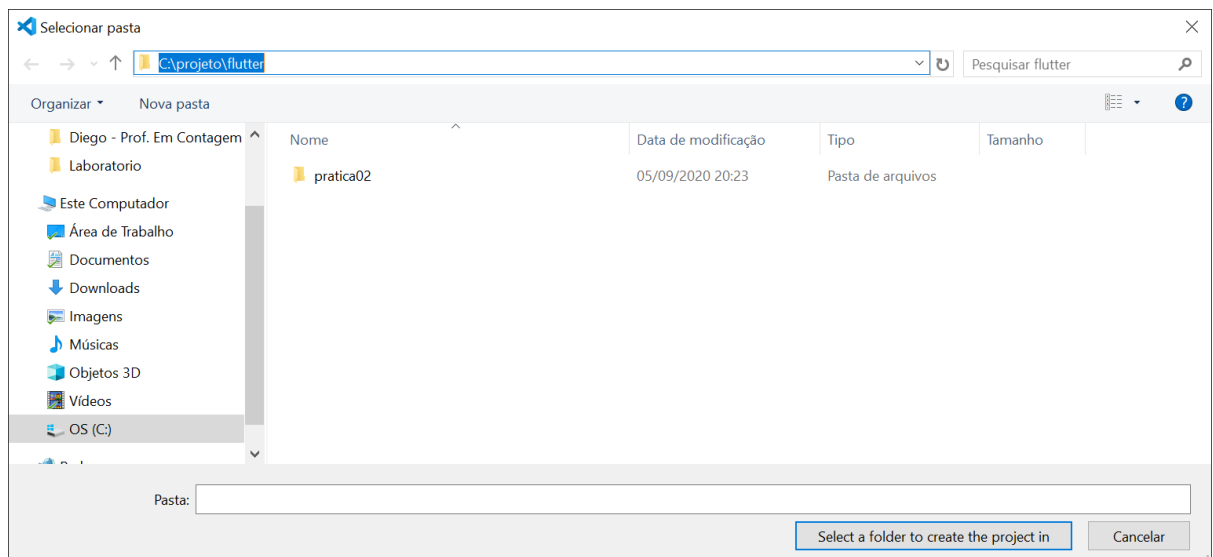 Selecionar pasta
C:\projeto\flutter
Pesquisar flutter
Organizar
Nova pasta
Diego - Prof. Em Contagem
Laboratorio
Este Computador
Área de Trabalho
Documentos
Downloads
Imagens
Músicas
Objetos 3D
Vídeos
OS (C:)
Nome Data de modificação Tipo Tamanho
pratica02 05/09/2020 20:23 Pasta de arquivos
Pasta:
Select a folder to create the project in
Cancelar